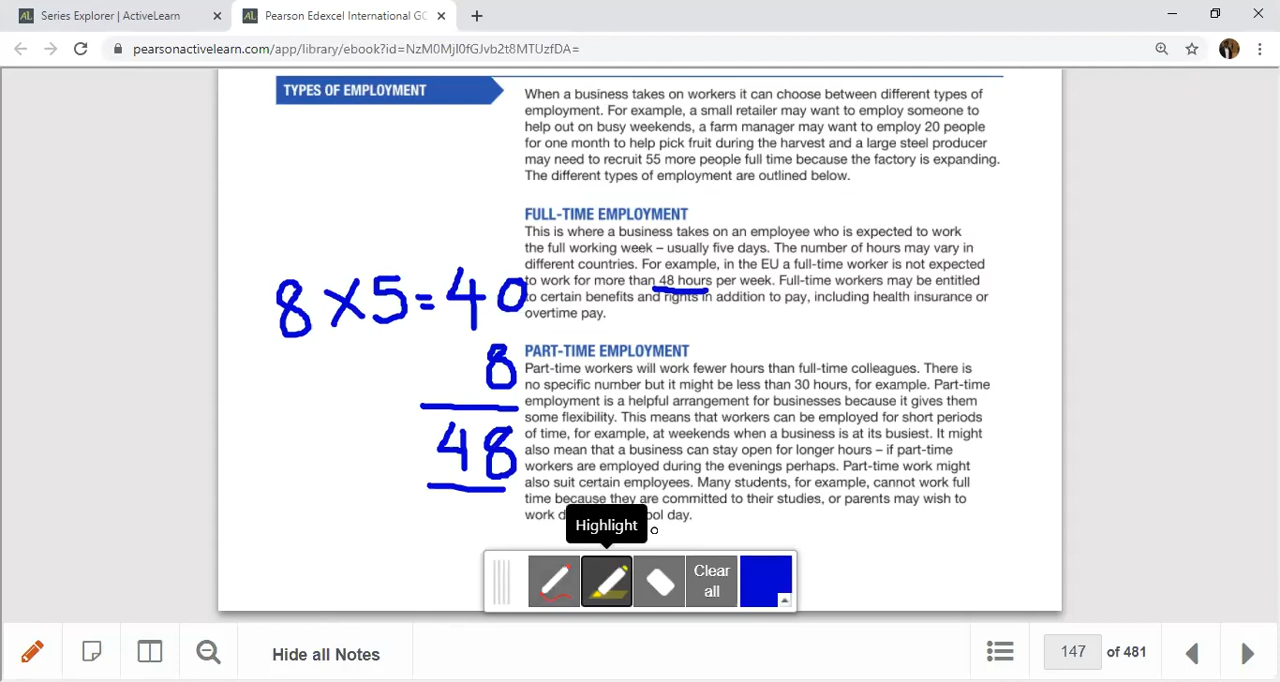 Series Explorer | ActiveLearn
Pearson Edexcel International GC
pearsonactivelearn.com/app/library/ebook?id=NzM0MjI0fGJvb2t8MTUzfDA=
TYPES OF EMPLOYMENT
When a business takes on workers it can choose between different types of
employment. For example, a small retailer may want to employ someone to
help out on busy weekends, a farm manager may want to employ 20 people
for one month to help pick fruit during the harvest and a large steel producer
may need to recruit 55 more people full time because the factory is expanding.
The different types of employment are outlined below.
FULL-TIME EMPLOYMENT
This is where a business takes on an employee who is expected to work
the full working week – usually five days. The number of hours may vary in
different countries. For example, in the EU a full-time worker is not expected
to work for more than 48 hours per week. Full-time workers may be entitled
to certain benefits and rights in addition to pay, including health insurance or
overtime pay.
8 X 5 = 40
8
48
PART-TIME EMPLOYMENT
Part-time workers will work fewer hours than full-time colleagues. There is
no specific number but it might be less than 30 hours, for example. Part-time
employment is a helpful arrangement for businesses because it gives them
some flexibility. This means that workers can be employed for short periods
of time, for example, at weekends when a business is at its busiest. It might
also mean that a business can stay open for longer hours – if part-time
workers are employed during the evenings perhaps. Part-time work might
also suit certain employees. Many students, for example, cannot work full
time because they are committed to their studies, or parents may wish to
work day.
Highlight
Clear
all
Hide all Notes
147 of 481